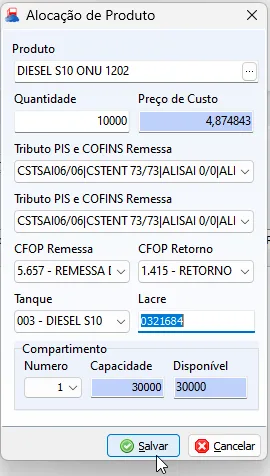 Alocação de Produto
Produto
DIESEL S10 ONU 1202
...
Quantidade Preço de Custo
10000 4,874843
Tributo PIS e COFINS Remessa
CSTSAI06/06|CSTENT 73/73|ALISAI 0/0|ALI
Tributo PIS e COFINS Remessa
CSTSAI06/06|CSTENT 73/73|ALISAI 0/0|ALI
CFOP Remessa CFOP Retorno
5.657 - REMESSA D 1.415 - RETORNO
Tanque Lacre
003 - DIESEL S10 0321684
Compartimento
Numero Capacidade Disponível
1 30000 30000
Salvar Cancelar